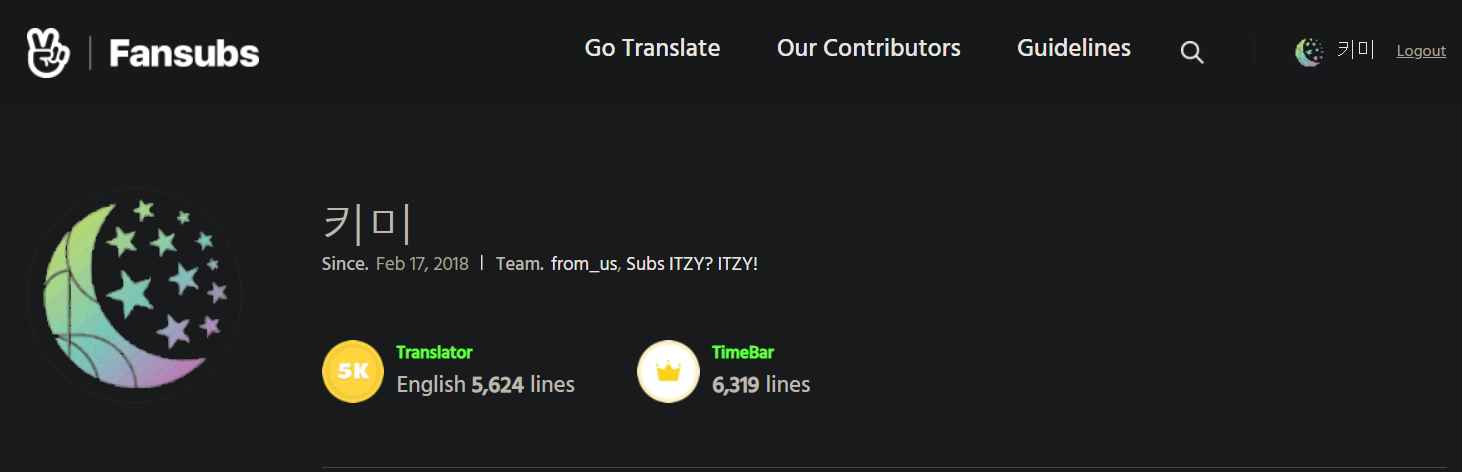 Fansubs Go Translate Our Contributors Guidelines 키미 Logout
키미
Since. Feb 17, 2018 | Team. from_us, Subs ITZY? ITZY!
5K Translator TimeBar
English 5,624 lines 6,319 lines